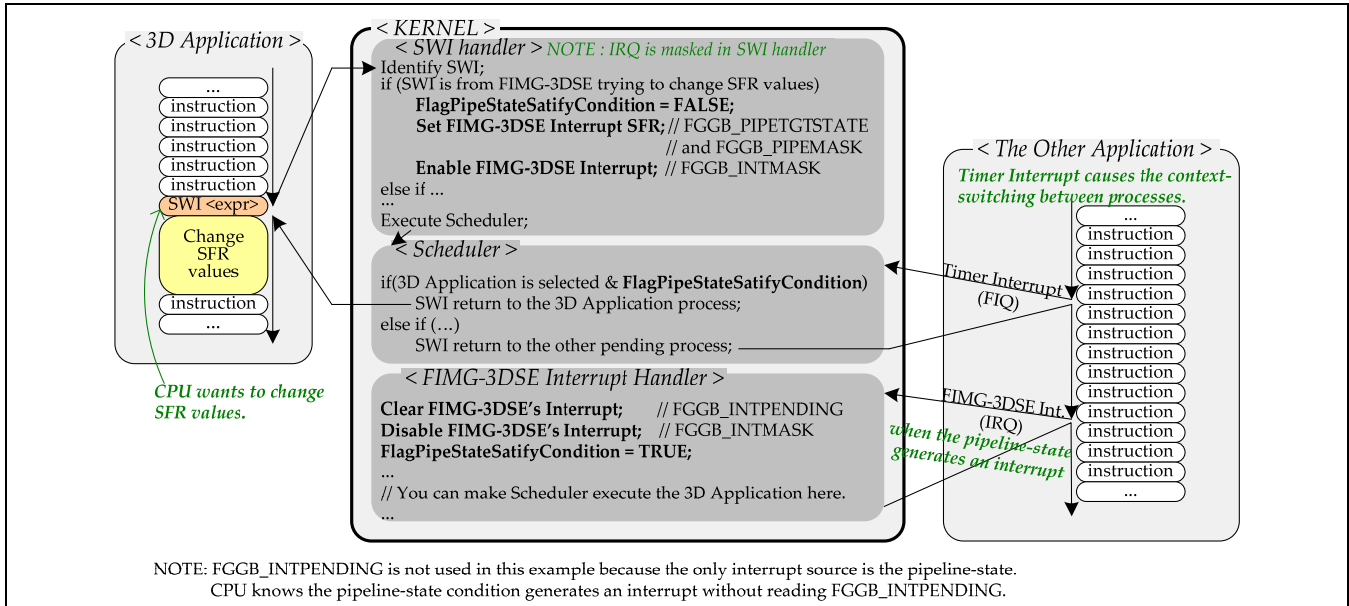 < 3D Application >
...
instruction
instruction
instruction
instruction
instruction
SWI <expr>
Change
SFR
values
instruction
...
CPU wants to change
SFR values.
< KERNEL >
< SWI handler > NOTE : IRQ is masked in SWI handler
Identify SWI;
if (SWI is from FIMG-3DSE trying to change SFR values)
FlagPipeStateSatifyCondition = FALSE;
Set FIMG-3DSE Interrupt SFR; // FGGB_PIPETGTSTATE
// and FGGB_PIPEMASK
Enable FIMG-3DSE Interrupt; // FGGB_INTMASK
else if ...
...
Execute Scheduler;
< Scheduler >
if(3D Application is selected & FlagPipeStateSatifyCondition)
SWI return to the 3D Application process;
else if (...)
SWI return to the other pending process;
< FIMG-3DSE Interrupt Handler >
Clear FIMG-3DSE's Interrupt; // FGGB_INTPENDING
Disable FIMG-3DSE's Interrupt; // FGGB_INTMASK
FlagPipeStateSatifyCondition = TRUE;
...
// You can make Scheduler execute the 3D Application here.
...
Timer Interrupt
(FIQ)
FIMG-3DSE Int.
(IRQ)
when the pipeline-state
generates an interrupt
< The Other Application >
Timer Interrupt causes the context-
switching between processes.
...
instruction
instruction
instruction
instruction
instruction
instruction
instruction
instruction
instruction
instruction
instruction
instruction
instruction
...
NOTE: FGGB_INTPENDING is not used in this example because the only interrupt source is the pipeline-state.
CPU knows the pipeline-state condition generates an interrupt without reading FGGB_INTPENDING.